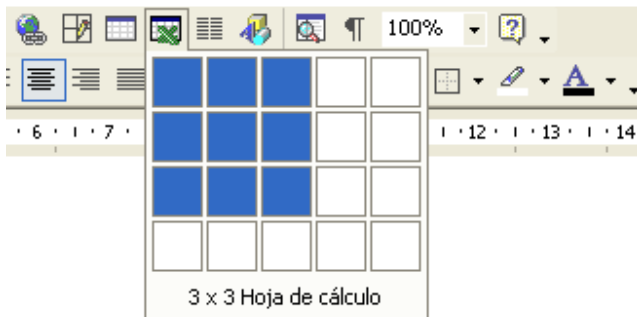 100%
A
· 6 · ı · 7 · ı · 12 · ı · 13 · ı · 14
3 x 3 Hoja de cálculo